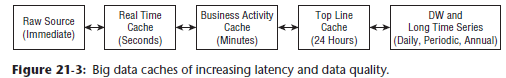 Raw Source
(Immediate)
Real Time
Cache
(Seconds)
Business Activity
Cache
(Minutes)
Top Line
Cache
(24 Hours)
DW and
Long Time Series
(Daily, Periodic, Annual)
Figure 21-3: Big data caches of increasing latency and data quality.